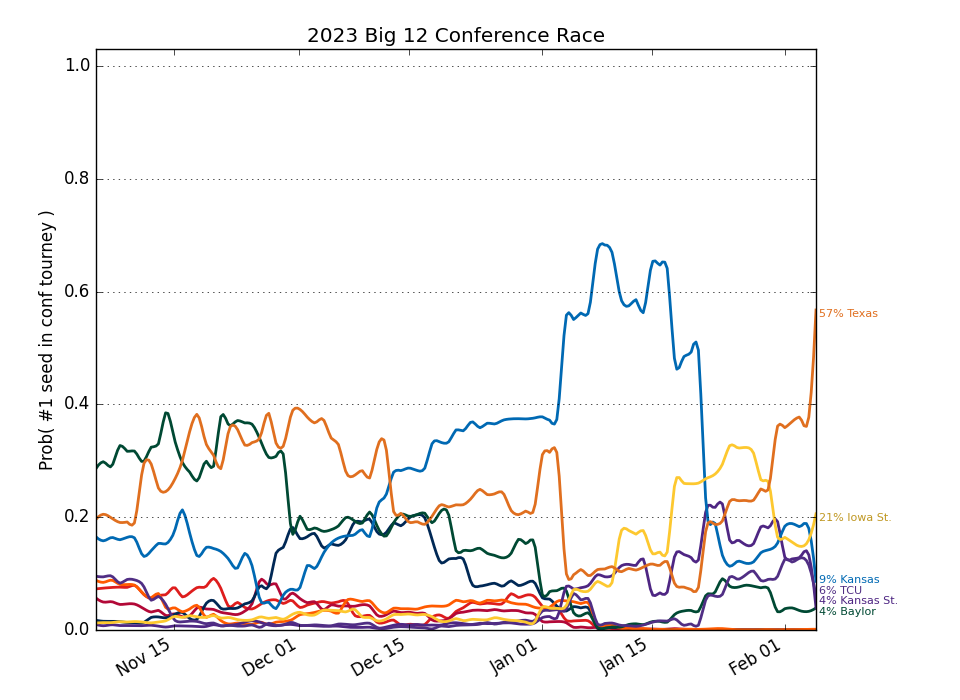 2023 Big 12 Conference Race
Prob( #1 seed in conf tourney )
1.0
0.8
0.6
0.4
0.2
0.0
Nov 15
Dec 01
Dec 15
Jan 01
Jan 15
Feb 01
57% Texas
21% Iowa St.
9% Kansas
6% TCU
4% Kansas St.
4% Baylor